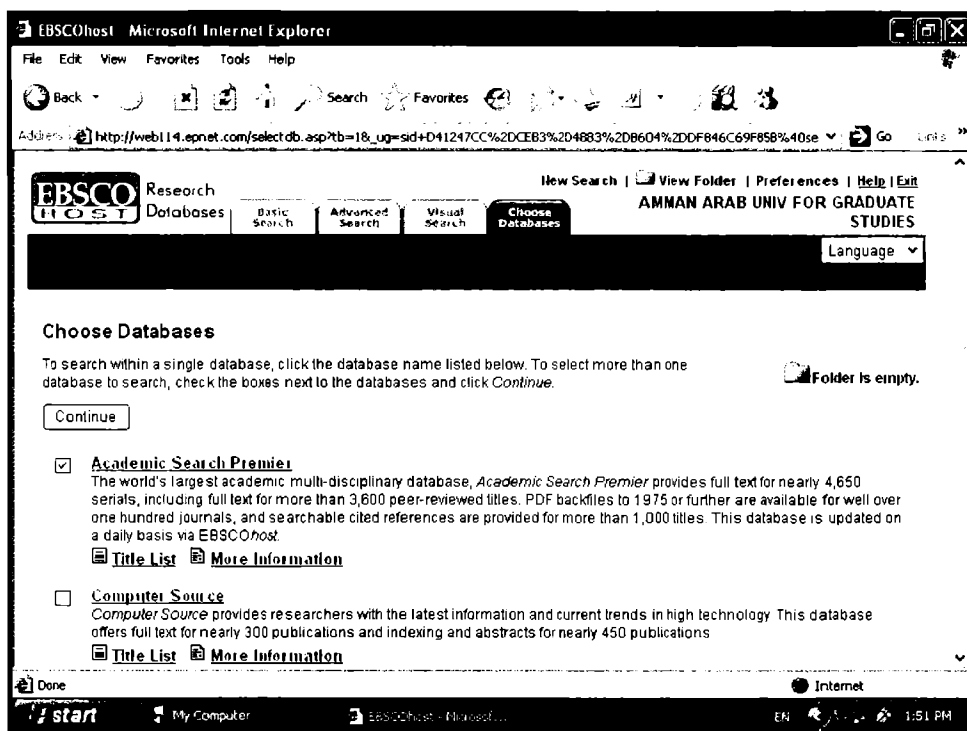 EBSCOhost Microsoft Internet Explorer
File Edit View Favorites Tools Help
Back Search Favorites
Address http://web114.epnet.com/selectdb.asp?tb=1&_ug=sid+D41247CC%2DCEB3%2D4883%2DB604%2DDF846C69F85B%40se Go Links »
EBSCO HOST Research Databases
New Search | View Folder | Preferences | Help | Exit
Basic Search Advanced Search Visual Search Choose Databases
AMMAN ARAB UNIV FOR GRADUATE STUDIES
Language
Choose Databases
To search within a single database, click the database name listed below. To select more than one
database to search, check the boxes next to the databases and click Continue.
Folder is empty.
Continue
Academic Search Premier
The world's largest academic multi-disciplinary database, Academic Search Premier provides full text for nearly 4,650
serials, including full text for more than 3,600 peer-reviewed titles. PDF backfiles to 1975 or further are available for well over
one hundred journals, and searchable cited references are provided for more than 1,000 titles. This database is updated on
a daily basis via EBSCOhost.
Title List More Information
Computer Source
Computer Source provides researchers with the latest information and current trends in high technology This database
offers full text for nearly 300 publications and indexing and abstracts for nearly 450 publications
Title List More Information
Done Internet
start My Computer EBSCOhost - Microsof... EN 1:51 PM